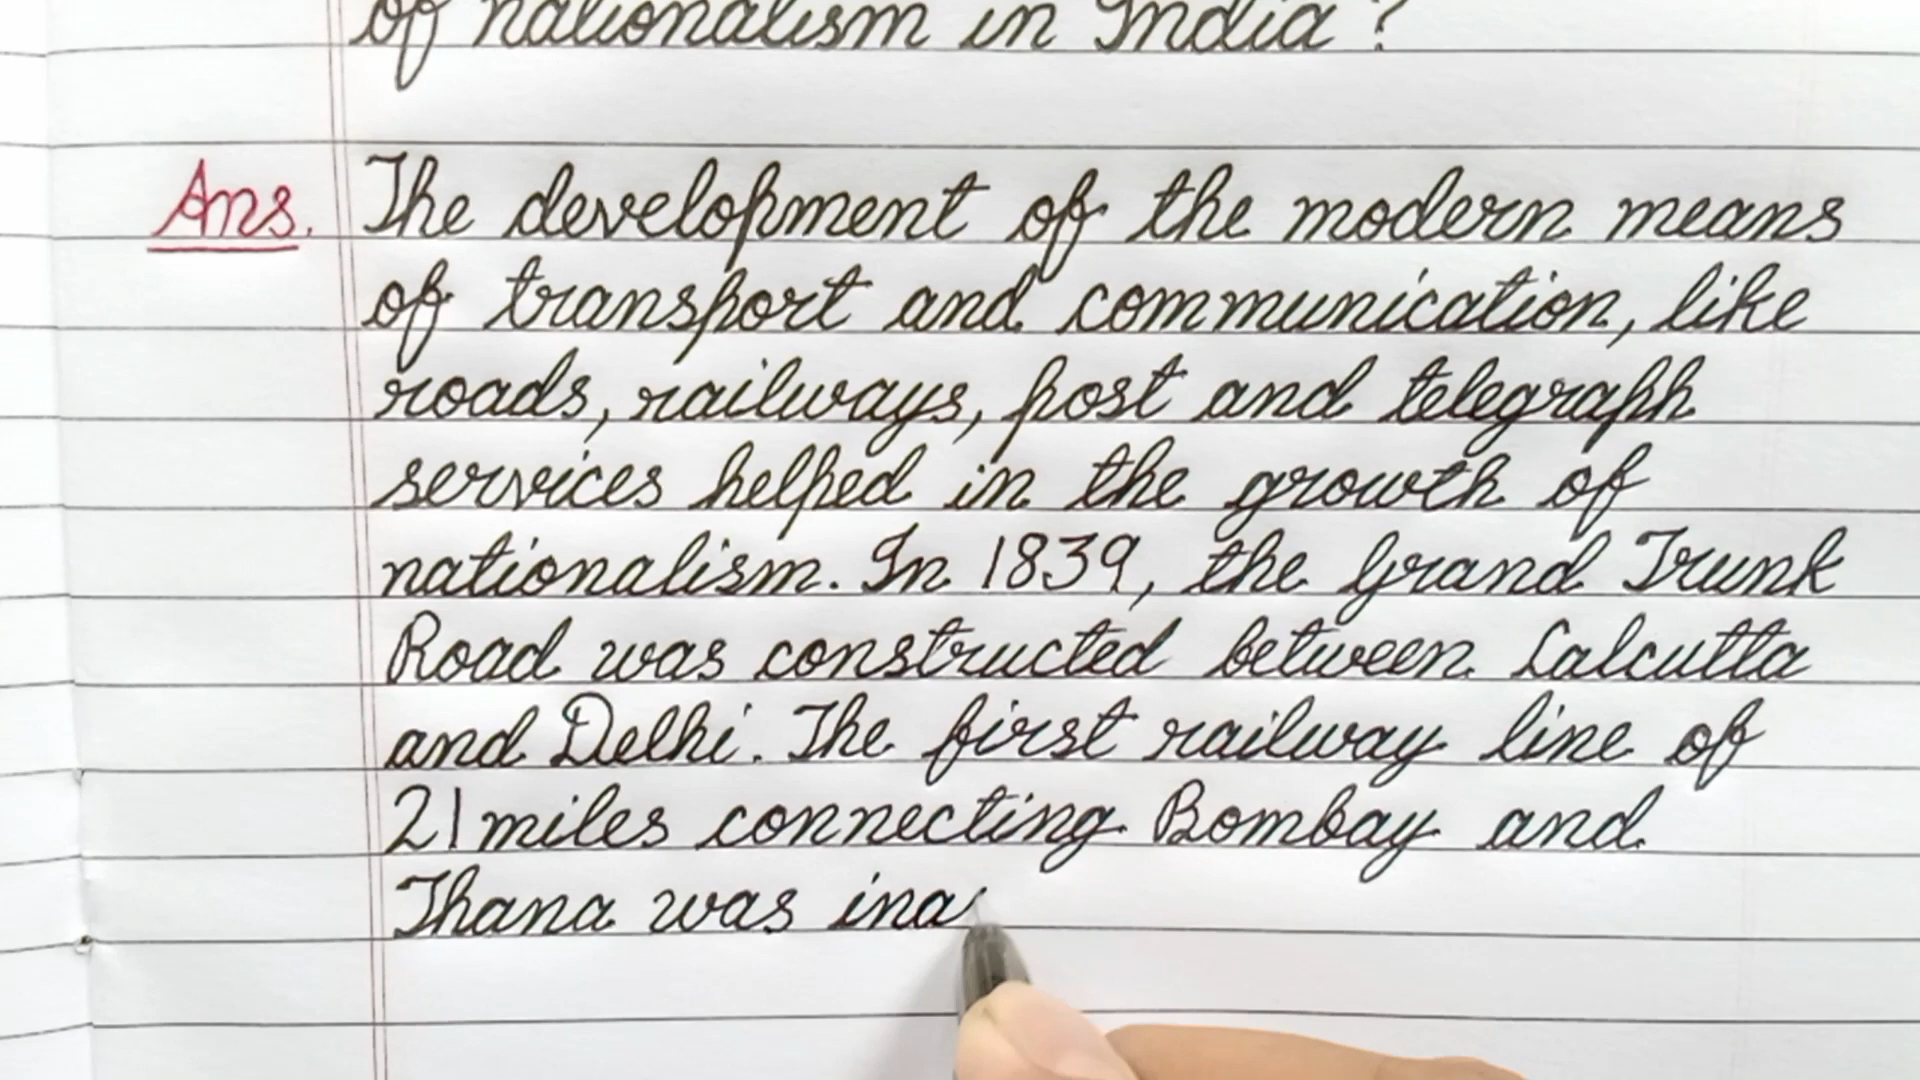 of nationalism in India ?
Ans. The development of the modern means
of transport and communication, like
roads, railways, post and telegraph
services helped in the growth of
nationalism. In 1839, the Grand Trunk
Road was constructed between Calcutta
and Delhi. The first railway line of
21 miles connecting Bombay and
Thana was ina